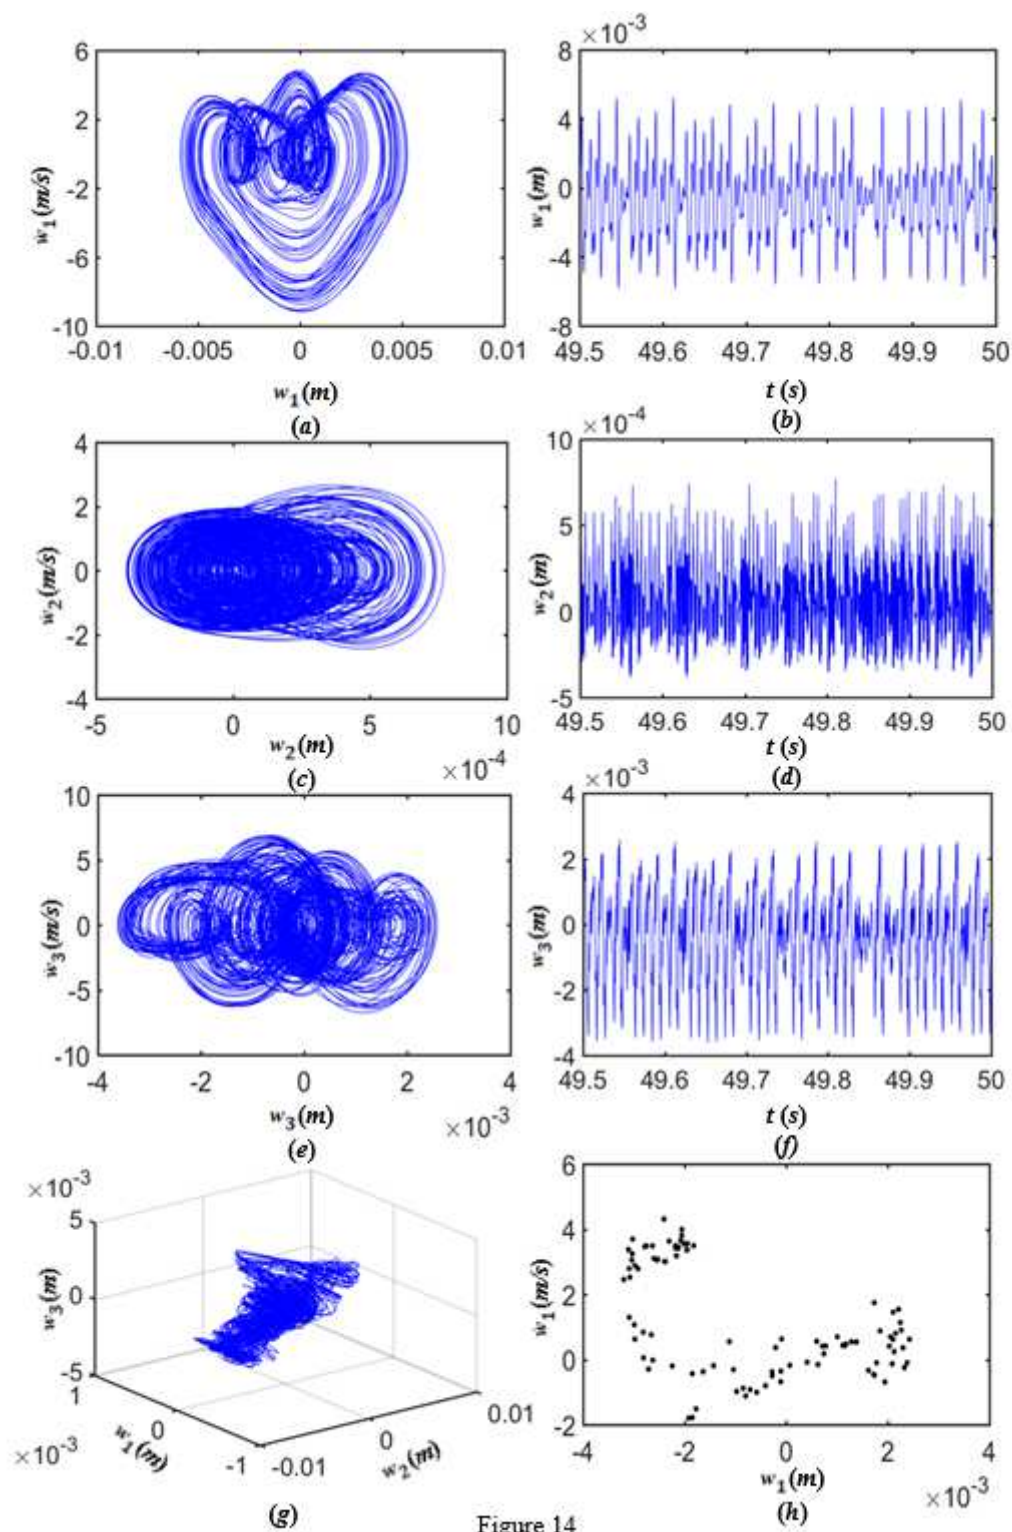 ×10⁻³
6
2
-2
-6
-10
ẇ₁(m/s)
-0.01 -0.005 0 0.005 0.01
w₁(m)
(a)
8
4
0
-4
-8
w₁(m)
49.5 49.6 49.7 49.8 49.9 50
t (s)
(b)
4
2
0
-2
-4
ẇ₂(m/s)
-5 0 5 10
w₂(m)
×10⁻⁴
(c)
×10⁻⁴
10
5
0
-5
w₂(m)
49.5 49.6 49.7 49.8 49.9 50
t (s)
(d)
10
5
0
-5
-10
ẇ₃(m/s)
-4 -2 0 2 4
w₃(m)
×10⁻³
(e)
×10⁻³
4
2
0
-2
-4
w₃(m)
49.5 49.6 49.7 49.8 49.9 50
t (s)
(f)
×10⁻³
5
0
-5
w₃(m)
1 0 -1
w₁(m)
×10⁻³
-0.01 0 0.01
w₂(m)
(g)
6
4
2
0
-2
ẇ₁(m/s)
-4 -2 0 2 4
w₁(m)
×10⁻³
(h)
Figure 14